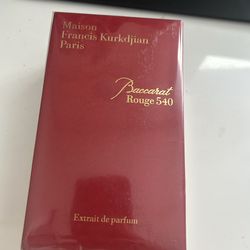 Maison
Francis Kurkdjian
Paris
Baccarat
Rouge 540
Extrait de parfum